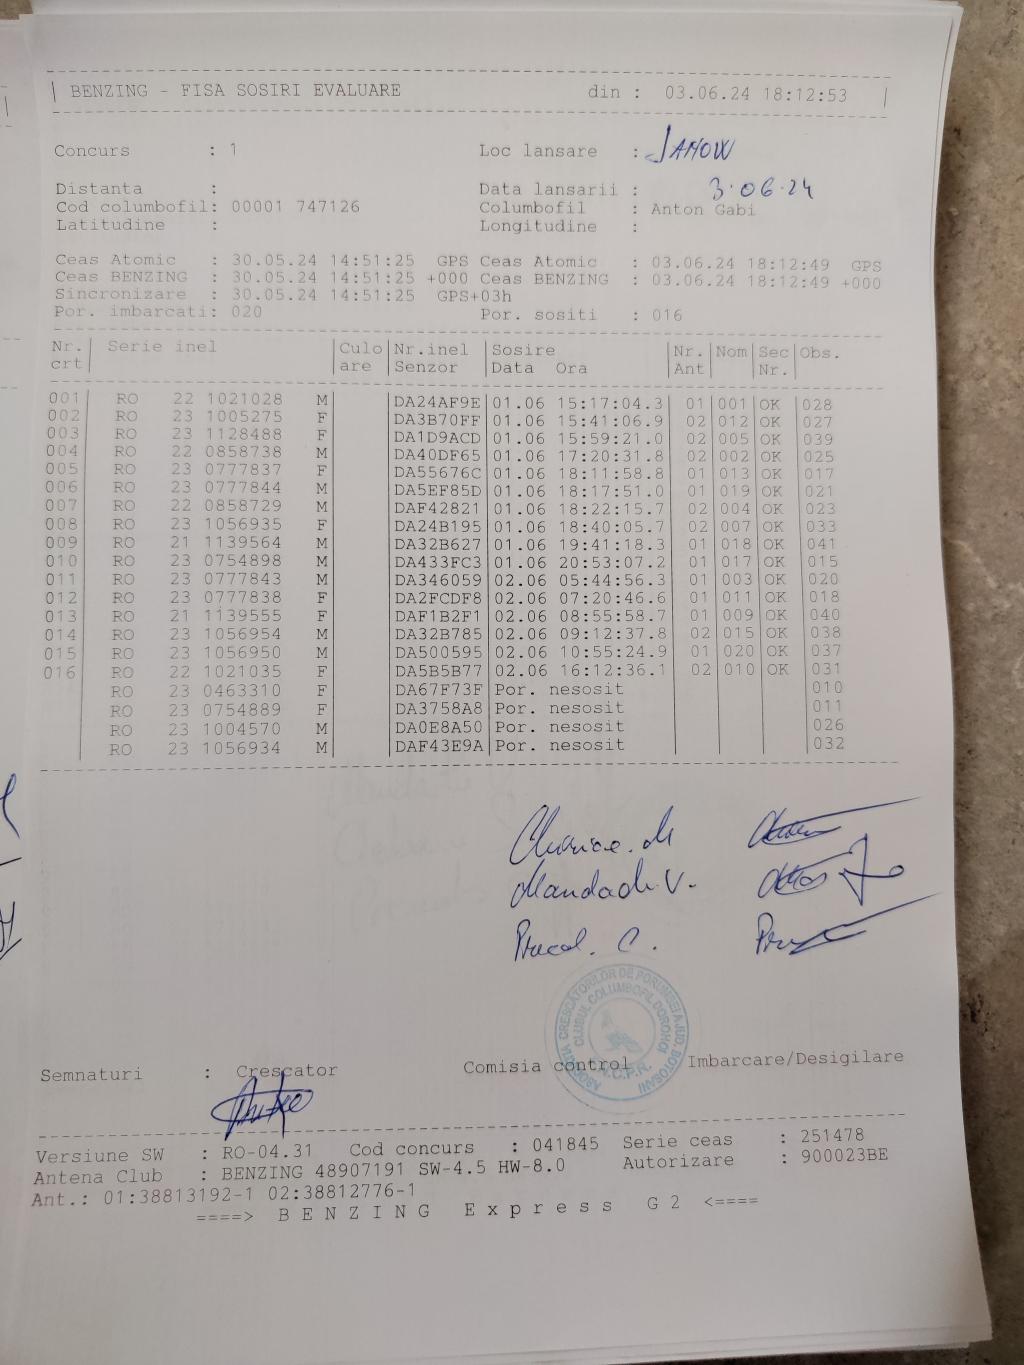 BENZING - FISA SOSIRI EVALUARE din : 03.06.24 18:12:53
Concurs : 1 Loc lansare : JANOW
Distanta : Data lansarii : 3.06.24
Cod columbofil: 00001 747126 Columbofil : Anton Gabi
Latitudine : Longitudine :
Ceas Atomic : 30.05.24 14:51:25 GPS Ceas Atomic : 03.06.24 18:12:49 GPS
Ceas BENZING : 30.05.24 14:51:25 +000 Ceas BENZING : 03.06.24 18:12:49 +000
Sincronizare : 30.05.24 14:51:25 GPS+03h
Por. imbarcati: 020 Por. sositi : 016
Nr. Serie inel Culo Nr.inel Sosire Nr. Nom Sec Obs.
crt are Senzor Data Ora Ant Nr.
001 RO 22 1021028 M DA24AF9E 01.06 15:17:04.3 01 001 OK 028
002 RO 23 1005275 F DA3B70FF 01.06 15:41:06.9 02 012 OK 027
003 RO 23 1128488 F DA1D9ACD 01.06 15:59:21.0 02 005 OK 039
004 RO 22 0858738 M DA40DF65 01.06 17:20:31.8 02 002 OK 025
005 RO 23 0777837 F DA55676C 01.06 18:11:58.8 01 013 OK 017
006 RO 23 0777844 M DA5EF85D 01.06 18:17:51.0 01 019 OK 021
007 RO 22 0858729 M DAF42821 01.06 18:22:15.7 02 004 OK 023
008 RO 23 1056935 F DA24B195 01.06 18:40:05.7 02 007 OK 033
009 RO 21 1139564 M DA32B627 01.06 19:41:18.3 01 018 OK 041
010 RO 23 0754898 M DA433FC3 01.06 20:53:07.2 01 017 OK 015
011 RO 23 0777843 M DA346059 02.06 05:44:56.3 01 003 OK 020
012 RO 23 0777838 F DA2FCDF8 02.06 07:20:46.6 01 011 OK 018
013 RO 21 1139555 F DAF1B2F1 02.06 08:55:58.7 01 009 OK 040
014 RO 23 1056954 M DA32B785 02.06 09:12:37.8 02 015 OK 038
015 RO 23 1056950 M DA500595 02.06 10:55:24.9 01 020 OK 037
016 RO 22 1021035 F DA5B5B77 02.06 16:12:36.1 02 010 OK 031
RO 23 0463310 F DA67F73F Por. nesosit 010
RO 23 0754889 F DA3758A8 Por. nesosit 011
RO 23 1004570 M DA0E8A50 Por. nesosit 026
RO 23 1056934 M DAF43E9A Por. nesosit 032
ASOCIATIA CRESCATORILOR DE PORUMBEI A JUD. BOTOSANI
CLUBUL COLUMBOFIL DOROHOI
Semnaturi : Crescator Comisia control Imbarcare/Desigilare
Versiune SW : RO-04.31 Cod concurs : 041845 Serie ceas : 251478
Antena Club : BENZING 48907191 SW-4.5 HW-8.0 Autorizare : 900023BE
Ant.: 01:38813192-1 02:38812776-1
====> BENZING Express G2 <====